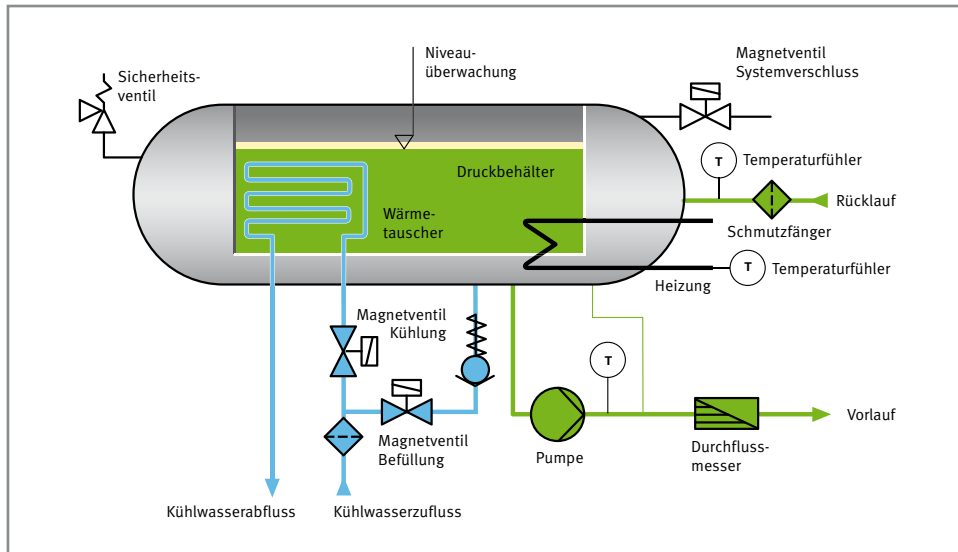 Niveau-
überwachung
Magnetventil
Systemverschluss
Sicherheits-
ventil
T
Temperaturfühler
Druckbehälter
Rücklauf
Wärme-
tauscher
Schmutzfänger
T
Temperaturfühler
Heizung
Magnetventil
Kühlung
T
Vorlauf
Magnetventil
Befüllung
Pumpe
Durchfluss-
messer
Kühlwasserabfluss
Kühlwasserzufluss